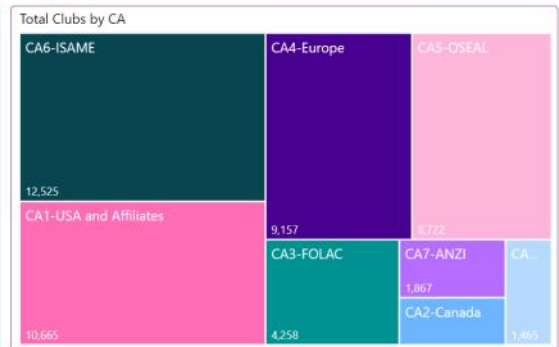 Total Clubs by CA
CA6-ISAME
12,525
CA1-USA and Affiliates
10,665
CA4-Europe
9,157
CA5-OSEAL
8,722
CA3-FOLAC
4,258
CA7-ANZI
1,867
CA2-Canada
CA...
1,465